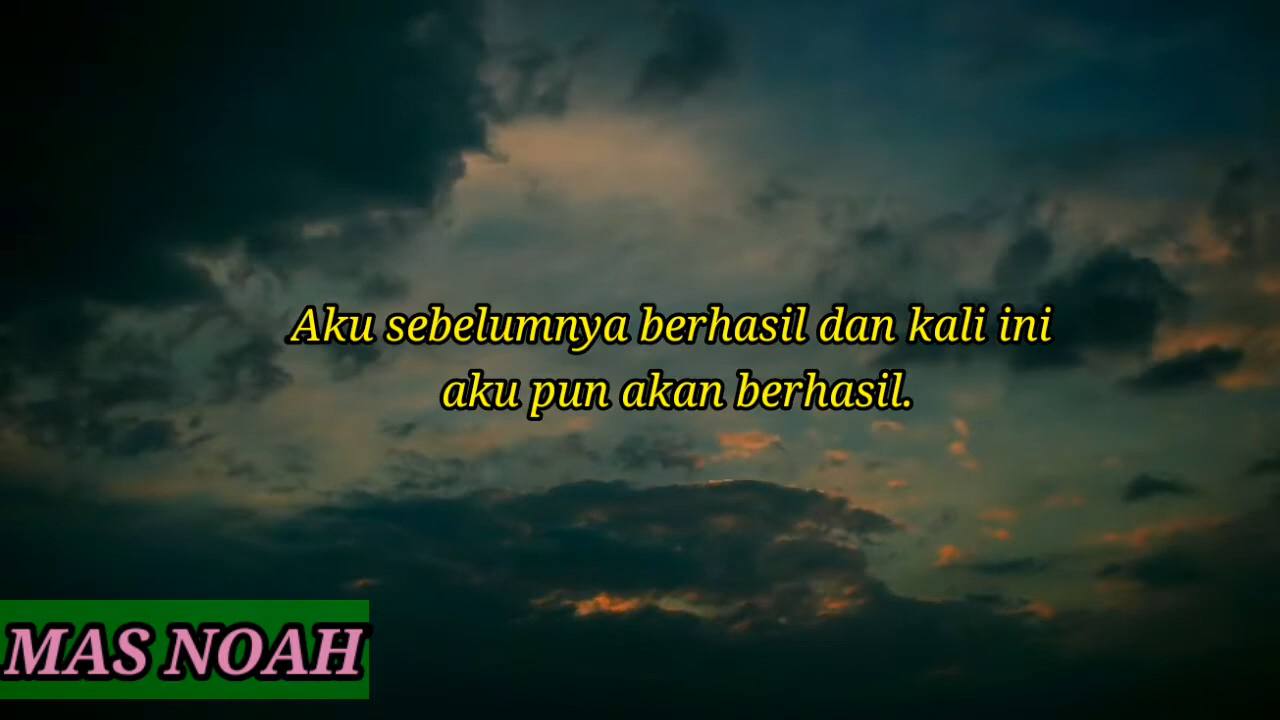 Aku sebelumnya berhasil dan kali ini
aku pun akan berhasil.
MAS NOAH